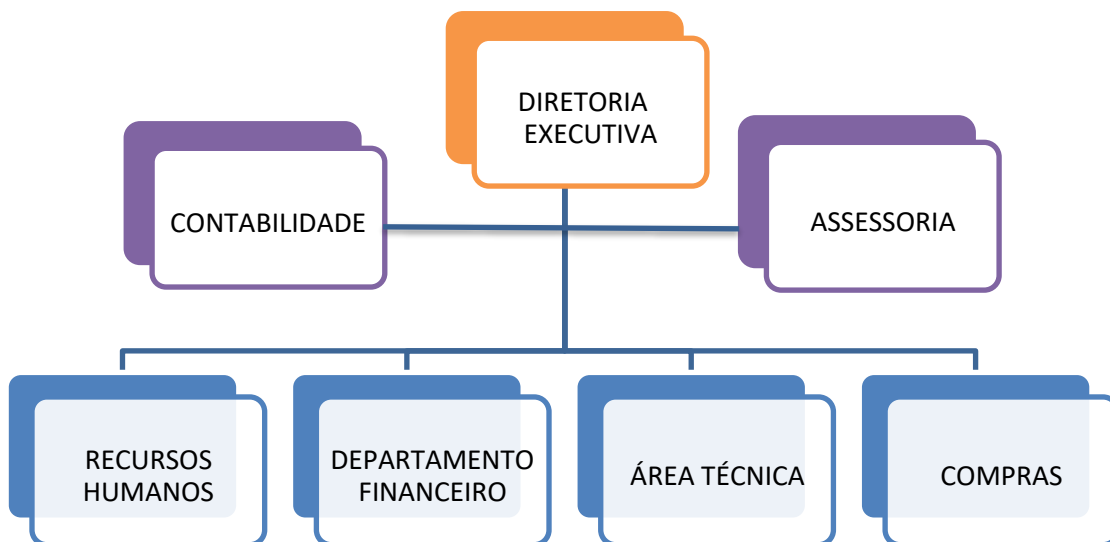 DIRETORIA
EXECUTIVA
CONTABILIDADE
ASSESSORIA
RECURSOS
HUMANOS
DEPARTAMENTO
FINANCEIRO
ÁREA TÉCNICA
COMPRAS